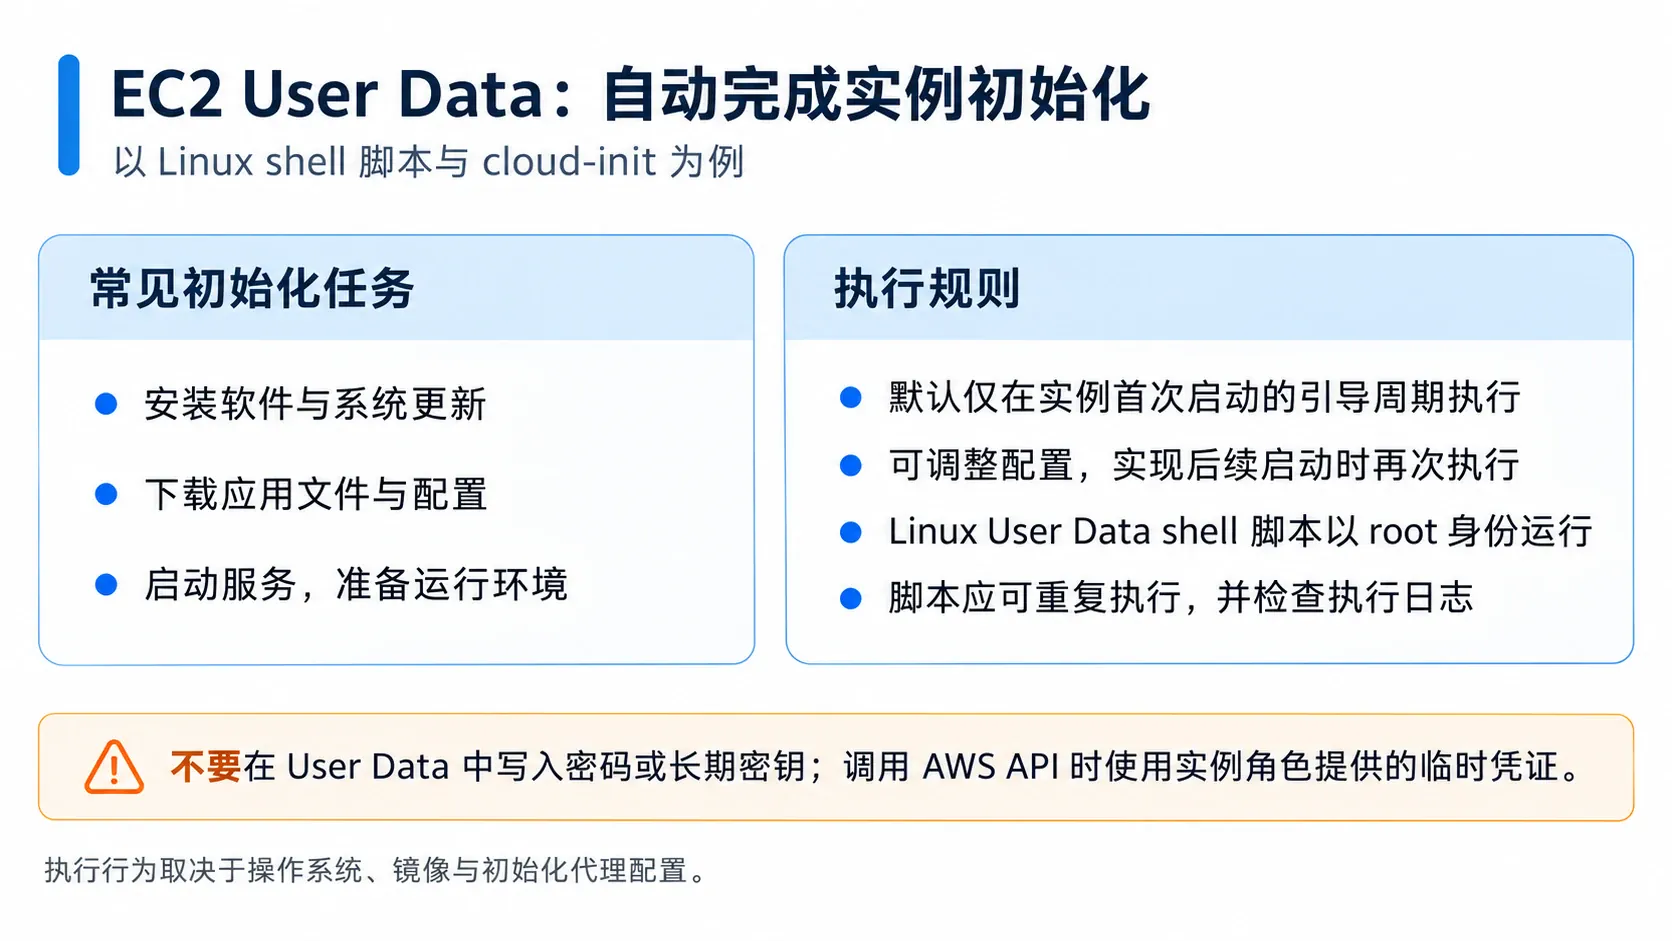 EC2 User Data：自动完成实例初始化
以 Linux shell 脚本与 cloud-init 为例
常见初始化任务
安装软件与系统更新
下载应用文件与配置
启动服务，准备运行环境
执行规则
默认仅在实例首次启动的引导周期执行
可调整配置，实现后续启动时再次执行
Linux User Data shell 脚本以 root 身份运行
脚本应可重复执行，并检查执行日志
不要在 User Data 中写入密码或长期密钥；调用 AWS API 时使用实例角色提供的临时凭证。
执行行为取决于操作系统、镜像与初始化代理配置。